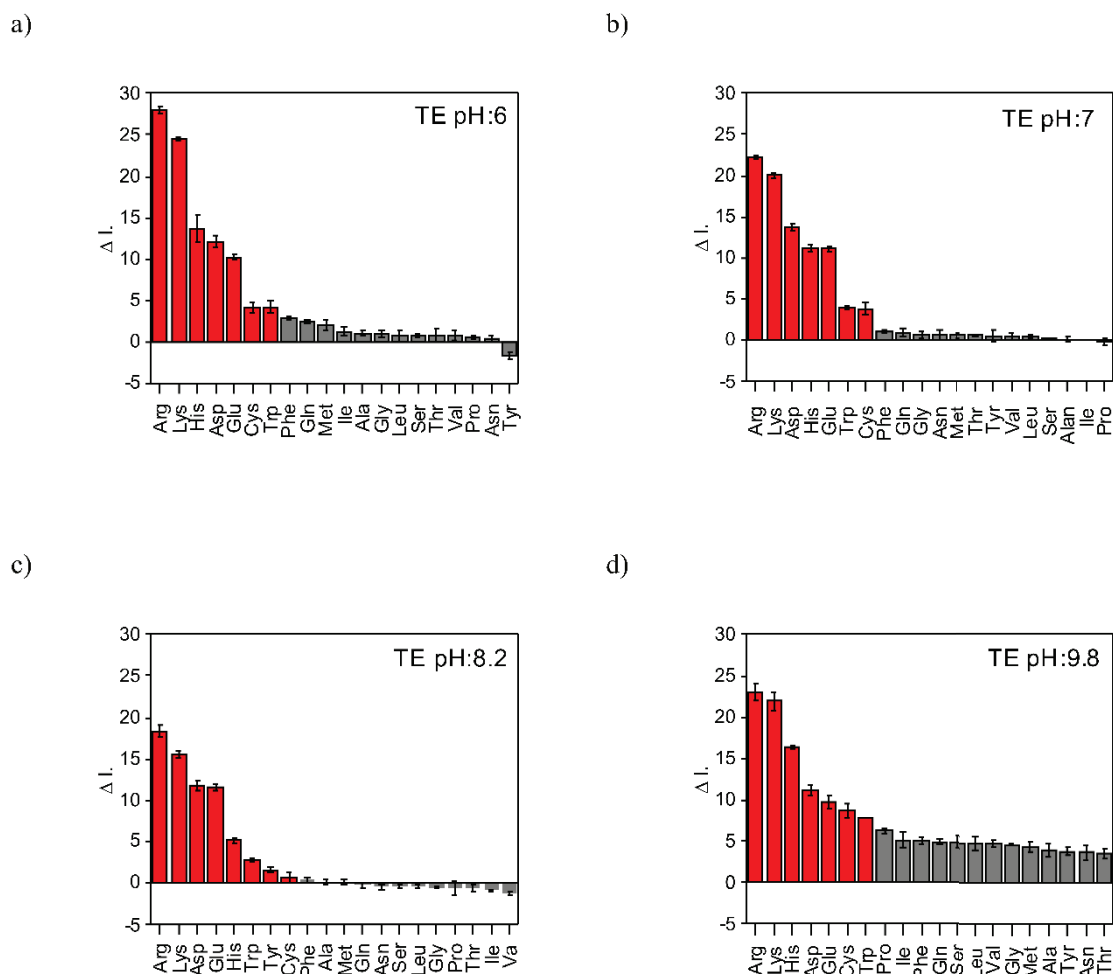 a)
30
25
20
15
10
5
0
-5
Δ I.
TE pH:6
Arg Lys His Asp Glu Cys Trp Phe Gln Met Ile Ala Gly Leu Ser Thr Val Pro Asn Tyr
b)
30
25
20
15
10
5
0
-5
Δ I.
TE pH:7
Arg Lys Asp His Glu Trp Cys Phe Gln Gly Asn Met Thr Tyr Val Leu Ser Alan Ile Pro
c)
30
25
20
15
10
5
0
-5
Δ I.
TE pH:8.2
Arg Lys Asp Glu His Trp Tyr Cys Phe Ala Met Gln Asn Ser Leu Gly Pro Thr Ile Va
d)
30
25
20
15
10
5
0
-5
Δ I.
TE pH:9.8
Arg Lys His Asp Glu Cys Trp Pro Ile Phe Gln Ser Leu Val Gly Met Ala Tyr Asn Thr